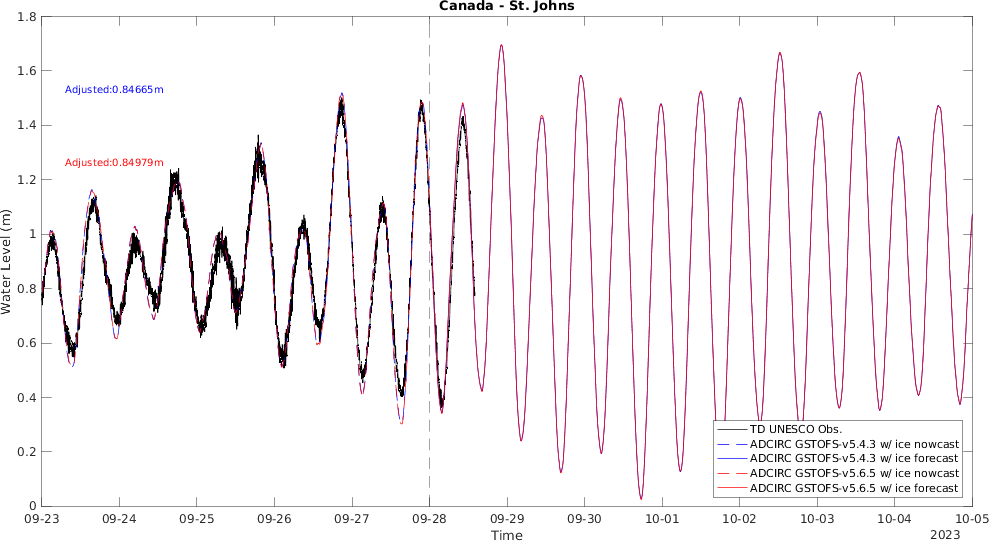 Canada - St. Johns
1.8
1.6
Adjusted:0.84665m
1.4
Adjusted:0.84979m
1.2
1
0.8
0.6
0.4
0.2
0
Water Level (m)
TD UNESCO Obs.
ADCIRC GSTOFS-v5.4.3 w/ ice nowcast
ADCIRC GSTOFS-v5.4.3 w/ ice forecast
ADCIRC GSTOFS-v5.6.5 w/ ice nowcast
ADCIRC GSTOFS-v5.6.5 w/ ice forecast
09-23 09-24 09-25 09-26 09-27 09-28 09-29 09-30 10-01 10-02 10-03 10-04 10-05
Time
2023